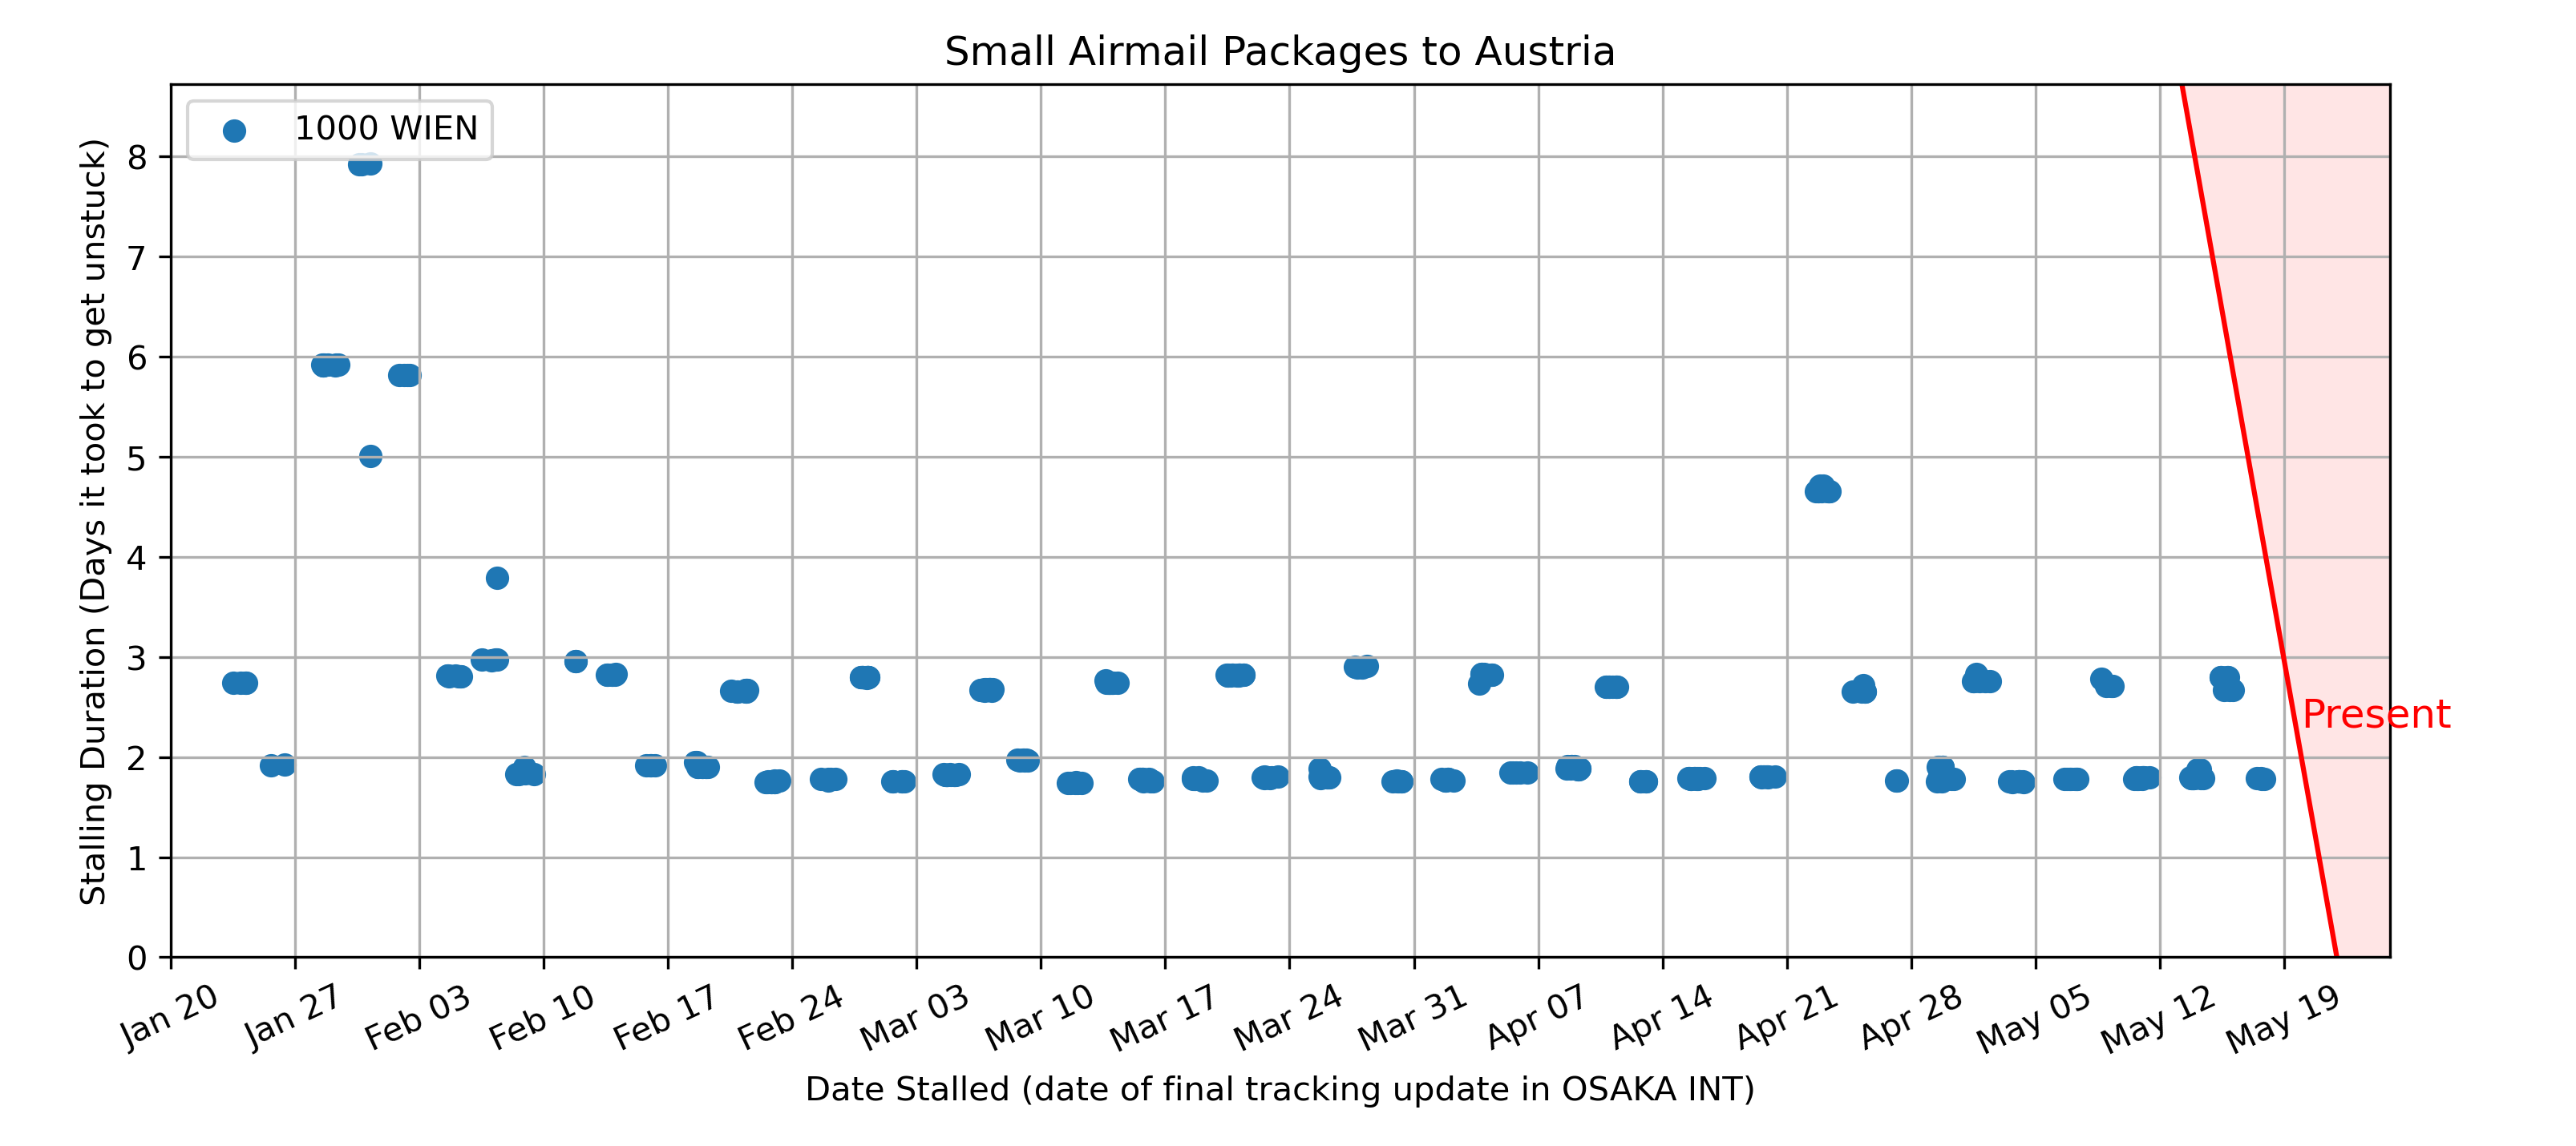 Small Airmail Packages to Austria
1000 WIEN
Stalling Duration (Days it took to get unstuck)
8
7
6
5
4
3
2
1
0
Present
Jan 20 Jan 27 Feb 03 Feb 10 Feb 17 Feb 24 Mar 03 Mar 10 Mar 17 Mar 24 Mar 31 Apr 07 Apr 14 Apr 21 Apr 28 May 05 May 12 May 19
Date Stalled (date of final tracking update in OSAKA INT)